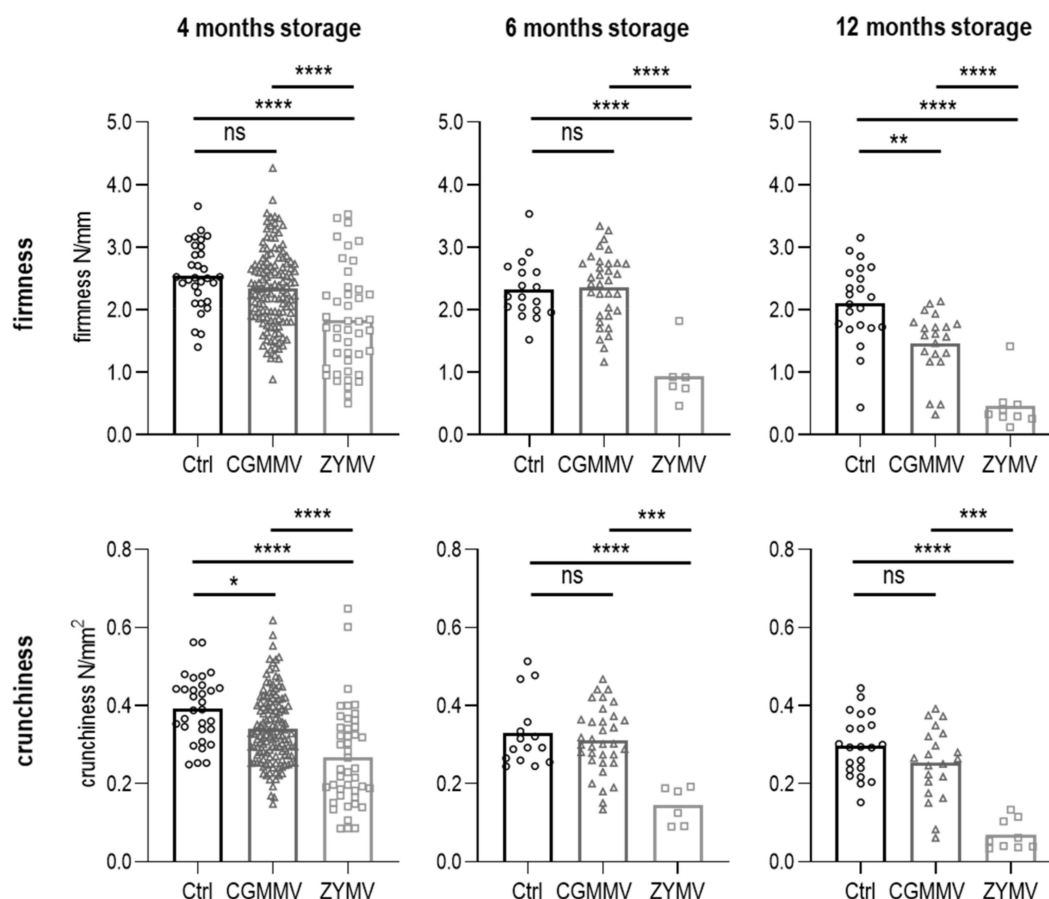 4 months storage
6 months storage
12 months storage
firmness
firmness N/mm
5.0
4.0
3.0
2.0
1.0
0.0
ns
****
****
Ctrl
CGMMV
ZYMV
5.0
4.0
3.0
2.0
1.0
0.0
ns
****
****
Ctrl
CGMMV
ZYMV
5.0
4.0
3.0
2.0
1.0
0.0
**
****
****
Ctrl
CGMMV
ZYMV
crunchiness
crunchiness N/mm²
0.8
0.6
0.4
0.2
0.0
*
****
****
Ctrl
CGMMV
ZYMV
0.8
0.6
0.4
0.2
0.0
ns
****
***
Ctrl
CGMMV
ZYMV
0.8
0.6
0.4
0.2
0.0
ns
****
***
Ctrl
CGMMV
ZYMV